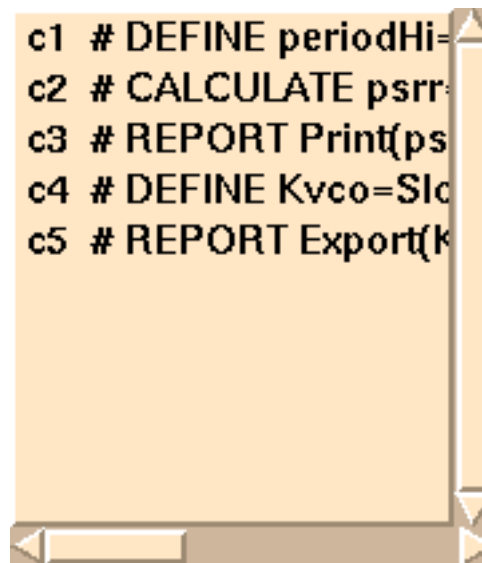 c1 # DEFINE periodHi=
c2 # CALCULATE psrr=
c3 # REPORT Print(ps
c4 # DEFINE Kvco=Slo
c5 # REPORT Export(K